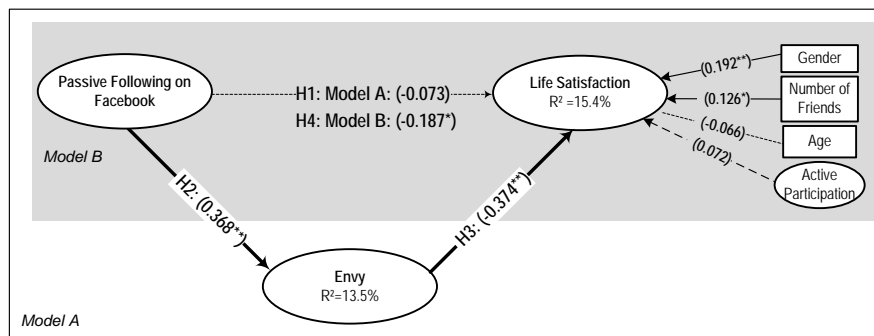 Passive Following on
Facebook
H1: Model A: (-0.073)
H4: Model B: (-0.187*)
Life Satisfaction
R² =15.4%
(0.192**)
Gender
(0.126*)
Number of
Friends
(-0.066)
Age
(0.072)
Active
Participation
Model B
H2: (0.368**)
H3: (-0.374**)
Envy
R²=13.5%
Model A